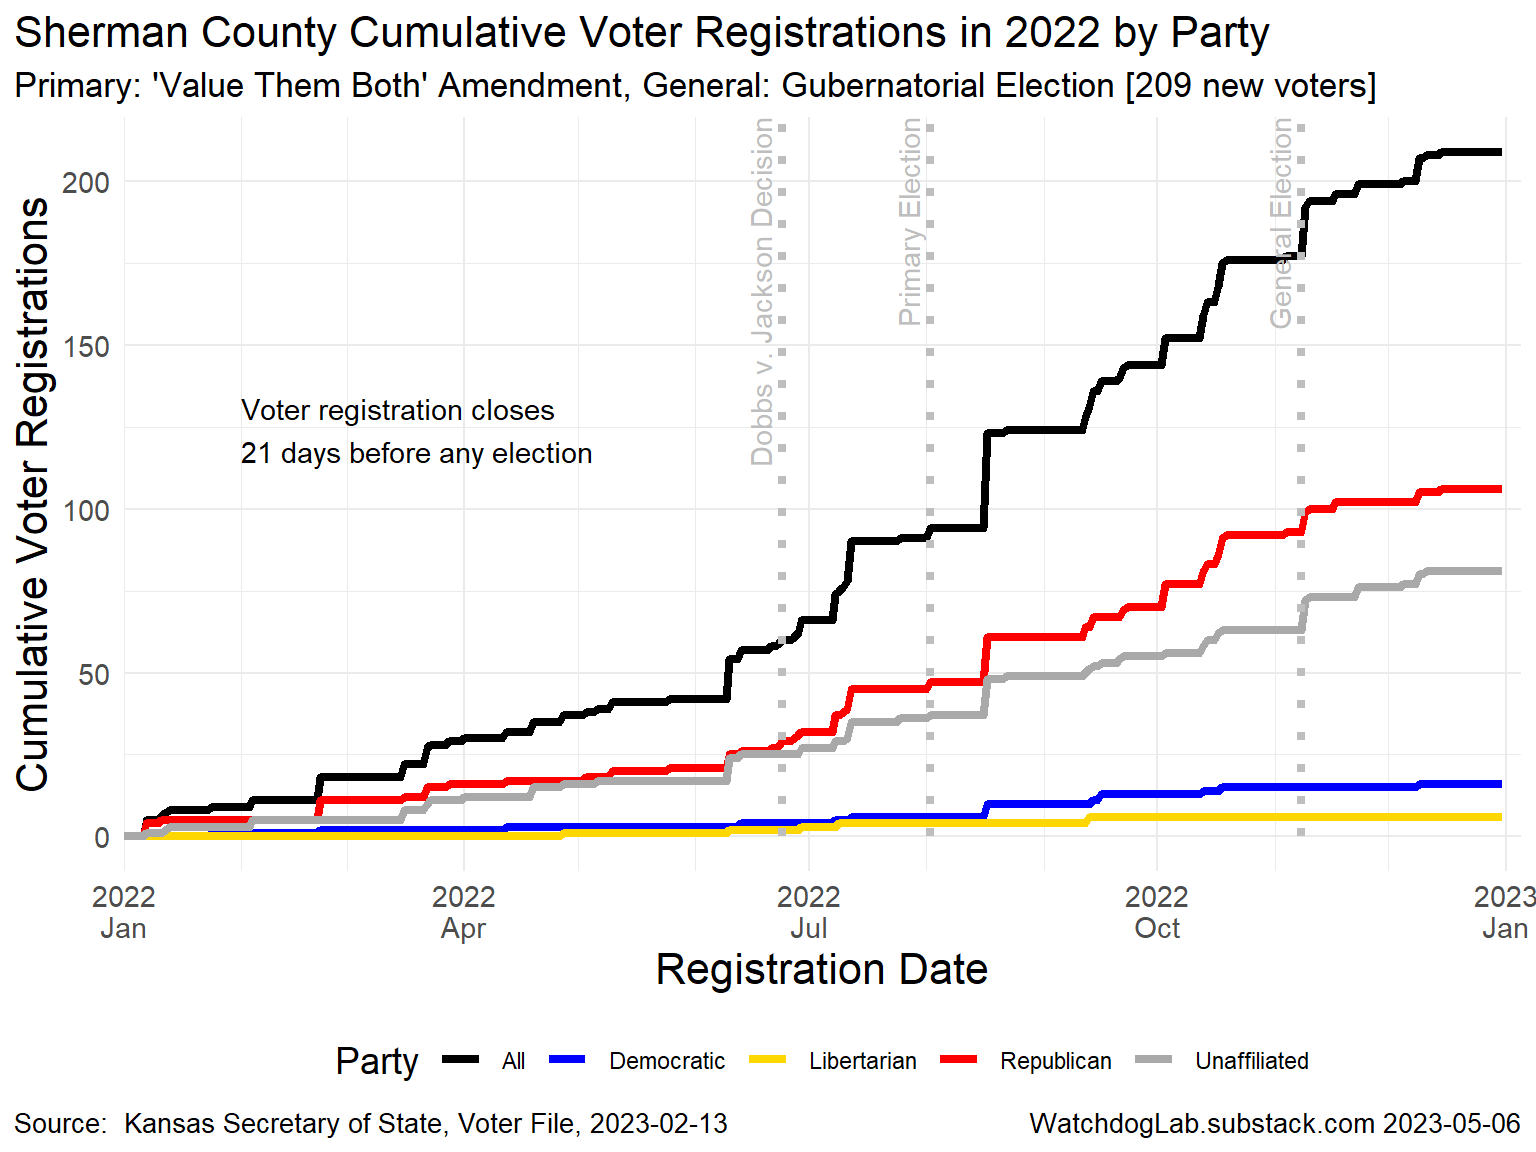 Sherman County Cumulative Voter Registrations in 2022 by Party
Primary: 'Value Them Both' Amendment, General: Gubernatorial Election [209 new voters]
Cumulative Voter Registrations
200
150
100
50
0
Dobbs v. Jackson Decision
Primary Election
General Election
Voter registration closes
21 days before any election
2022
Jan
2022
Apr
2022
Jul
2022
Oct
2023
Jan
Registration Date
Party All Democratic Libertarian Republican Unaffiliated
Source:  Kansas Secretary of State, Voter File, 2023-02-13
WatchdogLab.substack.com 2023-05-06